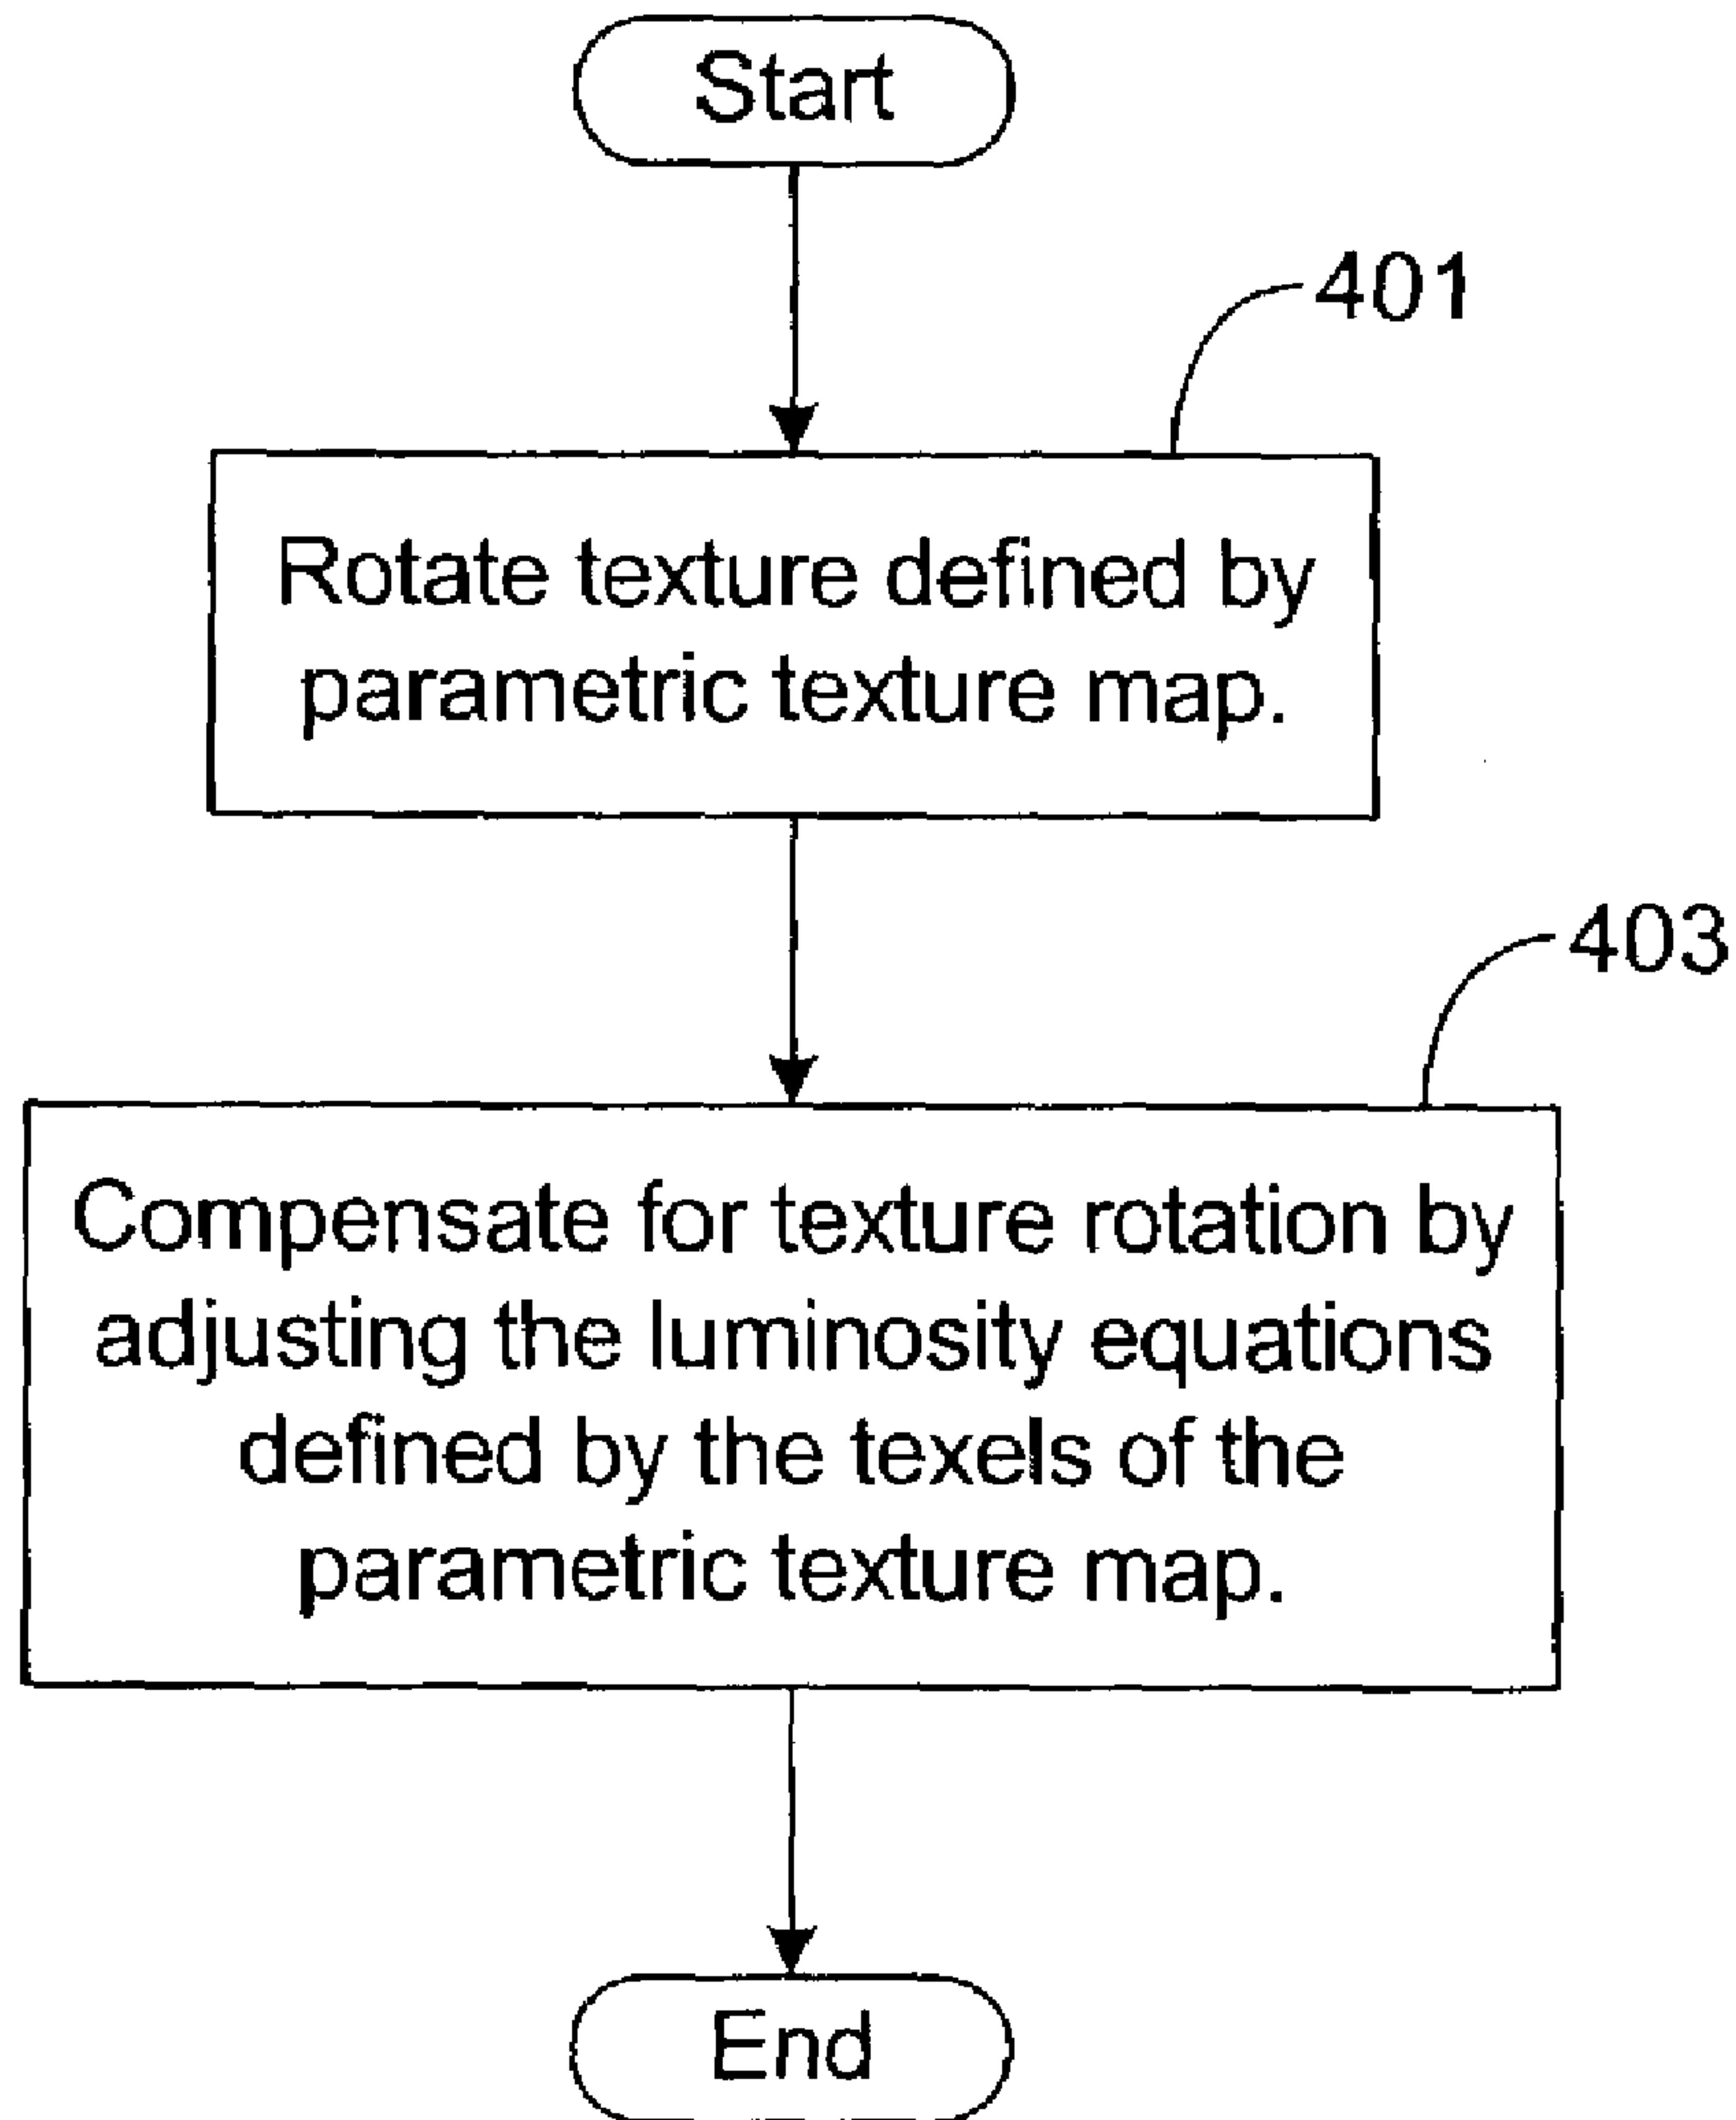 Start
401
Rotate texture defined by
parametric texture map.
403
Compensate for texture rotation by
adjusting the luminosity equations
defined by the texels of the
parametric texture map.
End